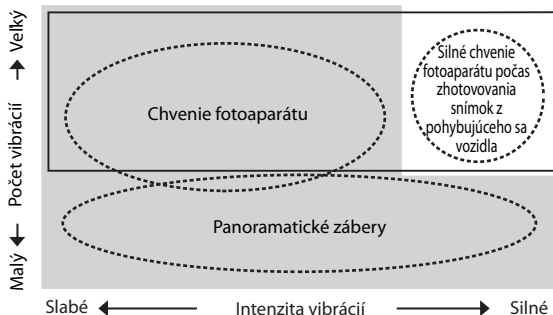 Veľký
Počet vibrácií
Malý
Chvenie fotoaparátu
Silné chvenie
fotoaparátu počas
zhotovovania
snímok z
pohybujúceho sa
vozidla
Panoramatické zábery
Slabé
Intenzita vibrácií
Silné